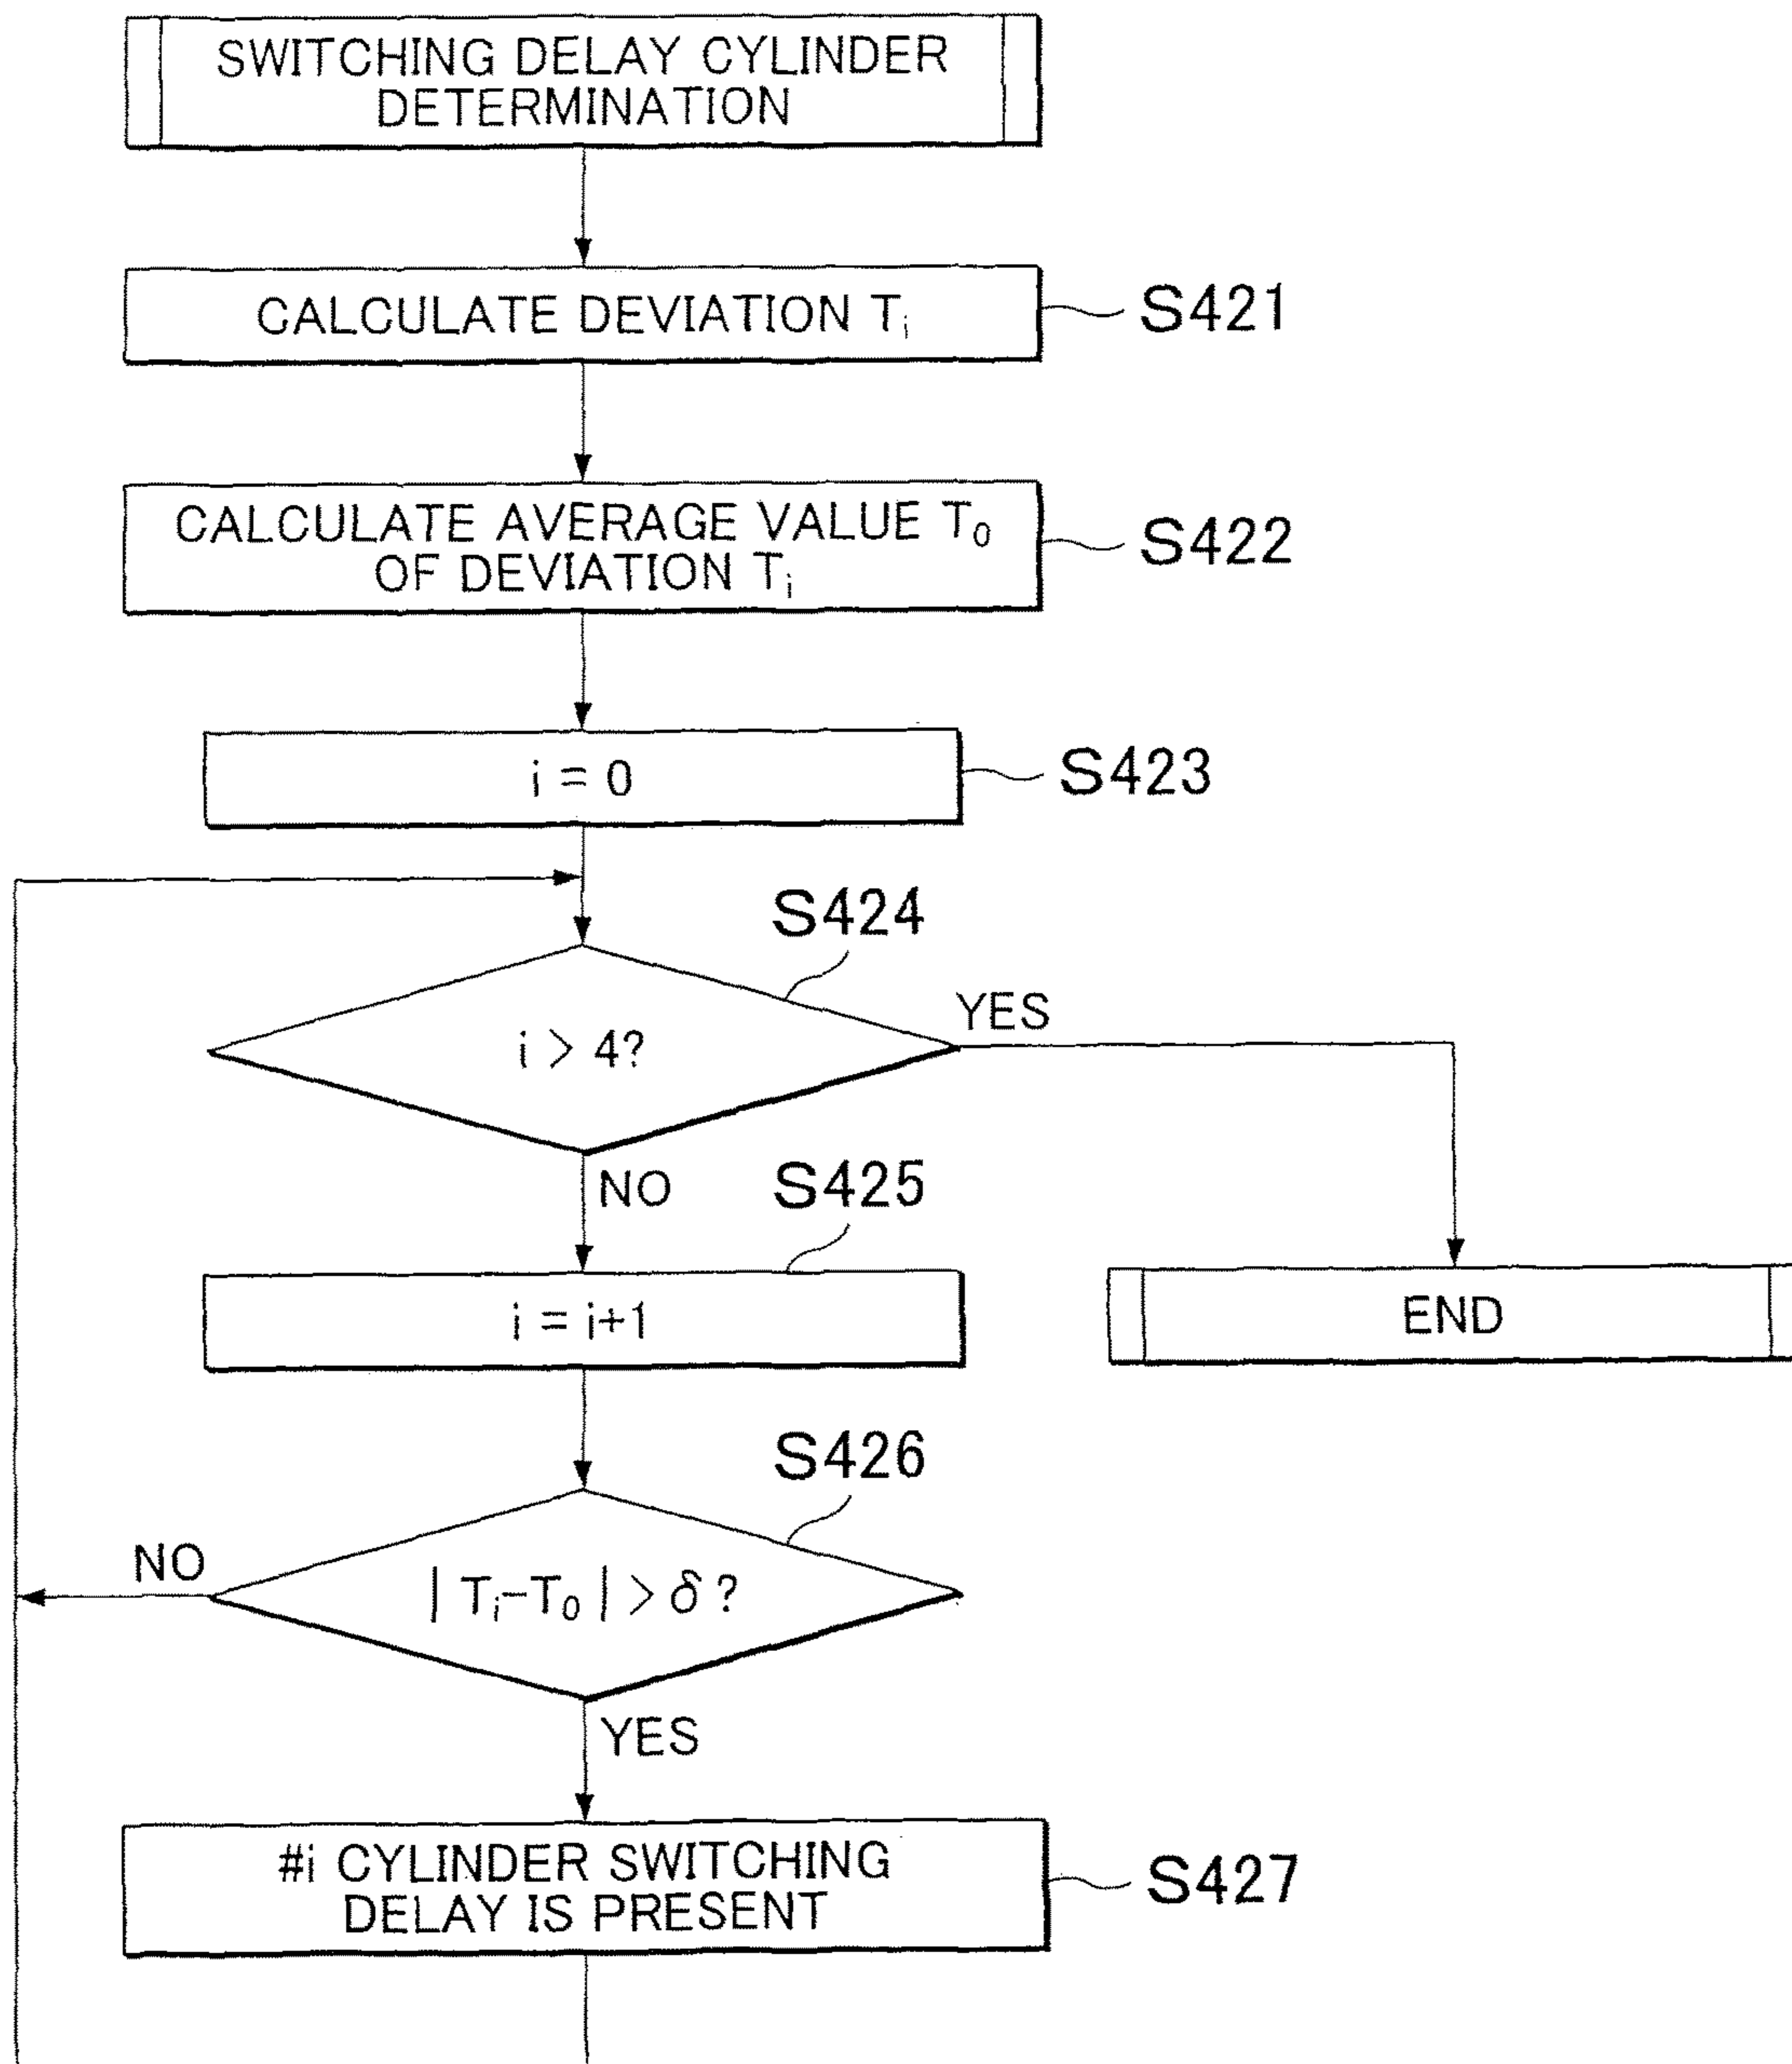 SWITCHING DELAY CYLINDER
DETERMINATION
CALCULATE DEVIATION Ti
S421
CALCULATE AVERAGE VALUE T0
OF DEVIATION Ti
S422
i = 0
S423
S424
i > 4?
YES
NO
S425
i = i+1
END
S426
NO
| Ti−T0 | > δ ?
YES
#i CYLINDER SWITCHING
DELAY IS PRESENT
S427